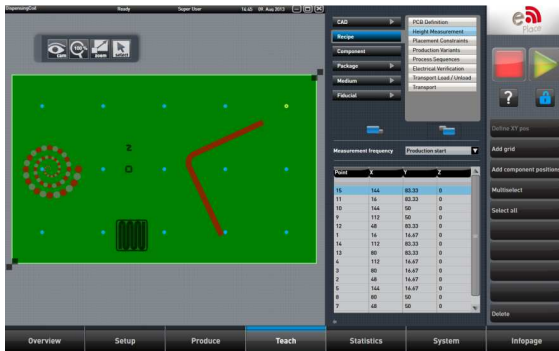 DispensingCad Ready Super User 16:45 09. Aug 2013
Cam 100% zoom select
2
CAD
Recipe
Component
Package
Medium
Fiducial
PCB Definition
Height Measurement
Placement Constraints
Production Variants
Process Sequences
Electrical Verification
Transport Load / Unload
Transport
Measurement frequency Production start
Point X Y Z
15 144 83.33 0
11 16 83.33 0
10 144 50 0
9 112 50 0
12 48 83.33 0
1 16 16.67 0
14 112 83.33 0
13 80 83.33 0
4 112 16.67 0
3 80 16.67 0
2 48 16.67 0
5 144 16.67 0
8 80 50 0
7 48 50 0
e
Place
?
Define XY pos
Add grid
Add component positions
Multiselect
Select all
Delete
Overview Setup Produce Teach Statistics System Infopage